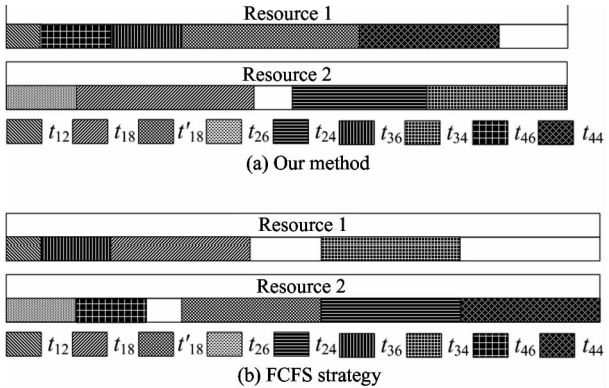 Resource 1
Resource 2
t12 t18 t'18 t26 t24 t36 t34 t46 t44
(a) Our method
Resource 1
Resource 2
t12 t18 t'18 t26 t24 t36 t34 t46 t44
(b) FCFS strategy